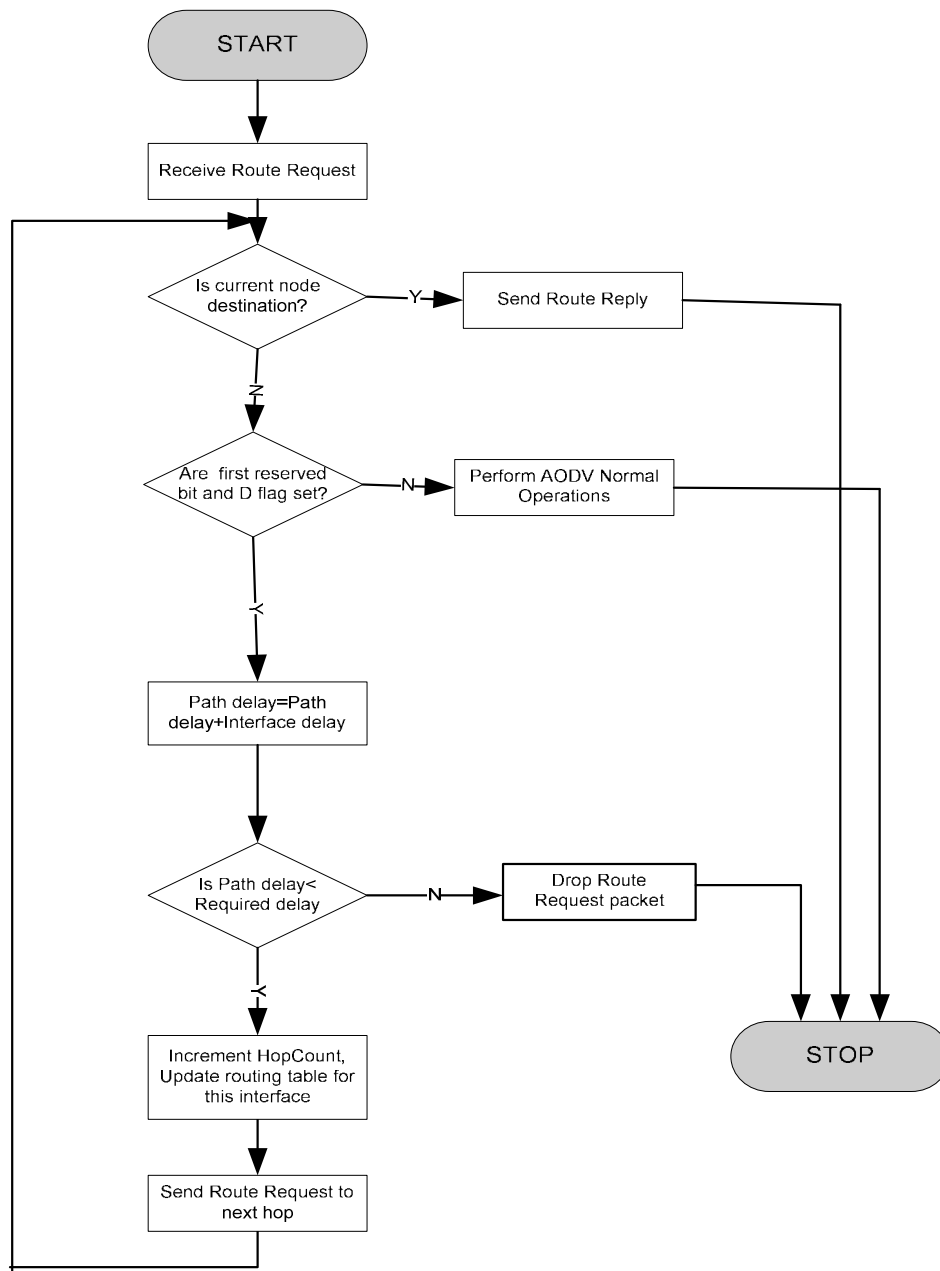 START
Receive Route Request
Is current node
destination?
Y
Send Route Reply
N
Are first reserved
bit and D flag set?
N
Perform AODV Normal
Operations
Y
Path delay=Path
delay+Interface delay
Is Path delay<
Required delay
N
Drop Route
Request packet
Y
Increment HopCount,
Update routing table for
this interface
STOP
Send Route Request to
next hop